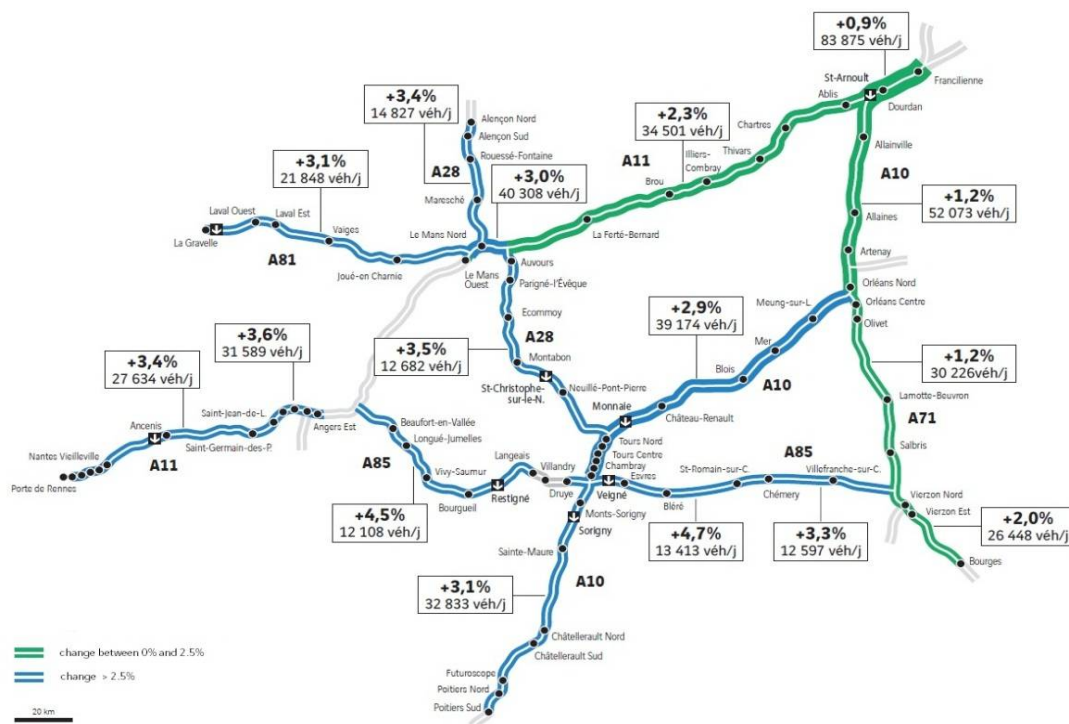 +0,9%
83 875 véh/j
St-Arnoult
Francilienne
Ablis
Dourdan
+3,4%
14 827 véh/j
Alençon Nord
Alençon Sud
Rouessé-Fontaine
A28
Maresché
+2,3%
34 501 véh/j
Chartres
Thivars
Illiers-
Combray
Brou
A11
Allainville
A10
+3,1%
21 848 véh/j
+3,0%
40 308 véh/j
+1,2%
52 073 véh/j
Laval Ouest
Laval Est
La Gravelle
Vaiges
A81
Joué-en Charnie
Le Mans Nord
Le Mans
Ouest
La Ferté-Bernard
Allaines
Artenay
Auvours
Parigné-l'Évêque
Ecommoy
A28
Montabon
St-Christophe-
sur-le-N.
Neuillé-Pont-Pierre
+2,9%
39 174 véh/j
Meung-sur-L.
Mer
Blois
A10
Château-Renault
Monnaie
Orléans Nord
Orléans Centre
Olivet
+3,6%
31 589 véh/j
+3,5%
12 682 véh/j
+3,4%
27 634 véh/j
+1,2%
30 226véh/j
Lamotte-Beuvron
A71
Salbris
Ancenis
Saint-Jean-de-L.
Saint-Germain-des-P.
Angers Est
Nantes Vieilleville
Porte de Rennes
A11
Beaufort-en-Vallée
Longué-Jumelles
A85
Vivy-Saumur
Bourgueil
Langeais
Restigné
Villandry
Druye
Tours Nord
Tours Centre
Chambray
Esvres
Veigné
Monts-Sorigny
Sorigny
St-Romain-sur-C.
A85
Villefranche-sur-C.
Bléré
Chémery
Vierzon Nord
Vierzon Est
+4,5%
12 108 véh/j
+4,7%
13 413 véh/j
+3,3%
12 597 véh/j
+2,0%
26 448 véh/j
Bourges
Sainte-Maure
A10
+3,1%
32 833 véh/j
Châtellerault Nord
Châtellerault Sud
Futuroscope
Poitiers Nord
Poitiers Sud
change between 0% and 2.5%
change > 2.5%
20 km